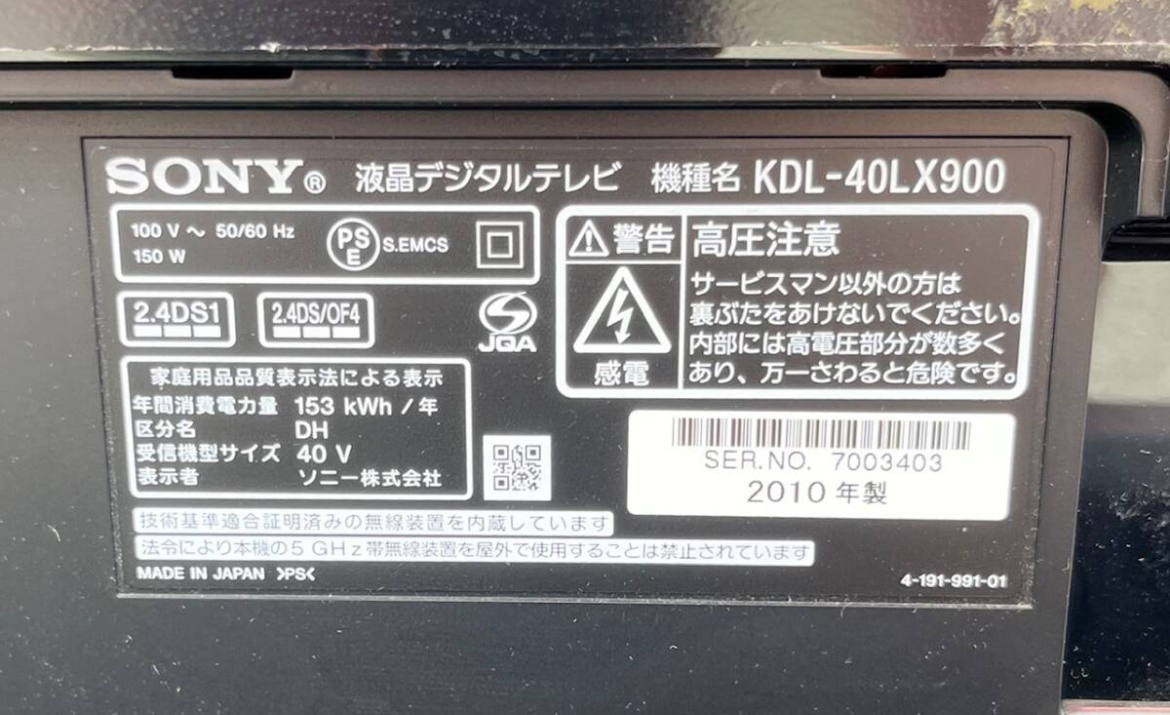 SONY® 液晶デジタルテレビ 機種名 KDL-40LX900
100 V ～ 50/60 Hz
150 W
PS
E
S.EMCS
2.4DS1
2.4DS/OF4
JQA
家庭用品品質表示法による表示
年間消費電力量 153 kWh / 年
区分名 DH
受信機型サイズ 40 V
表示者 ソニー株式会社
警告
感電
高圧注意
サービスマン以外の方は
裏ぶたをあけないでください。
内部には高電圧部分が数多く
あり、万一さわると危険です。
SER.NO. 7003403
2010 年製
技術基準適合証明済みの無線装置を内蔵しています
法令により本機の5 GHz帯無線装置を屋外で使用することは禁止されています
MADE IN JAPAN >PS<
4-191-991-01